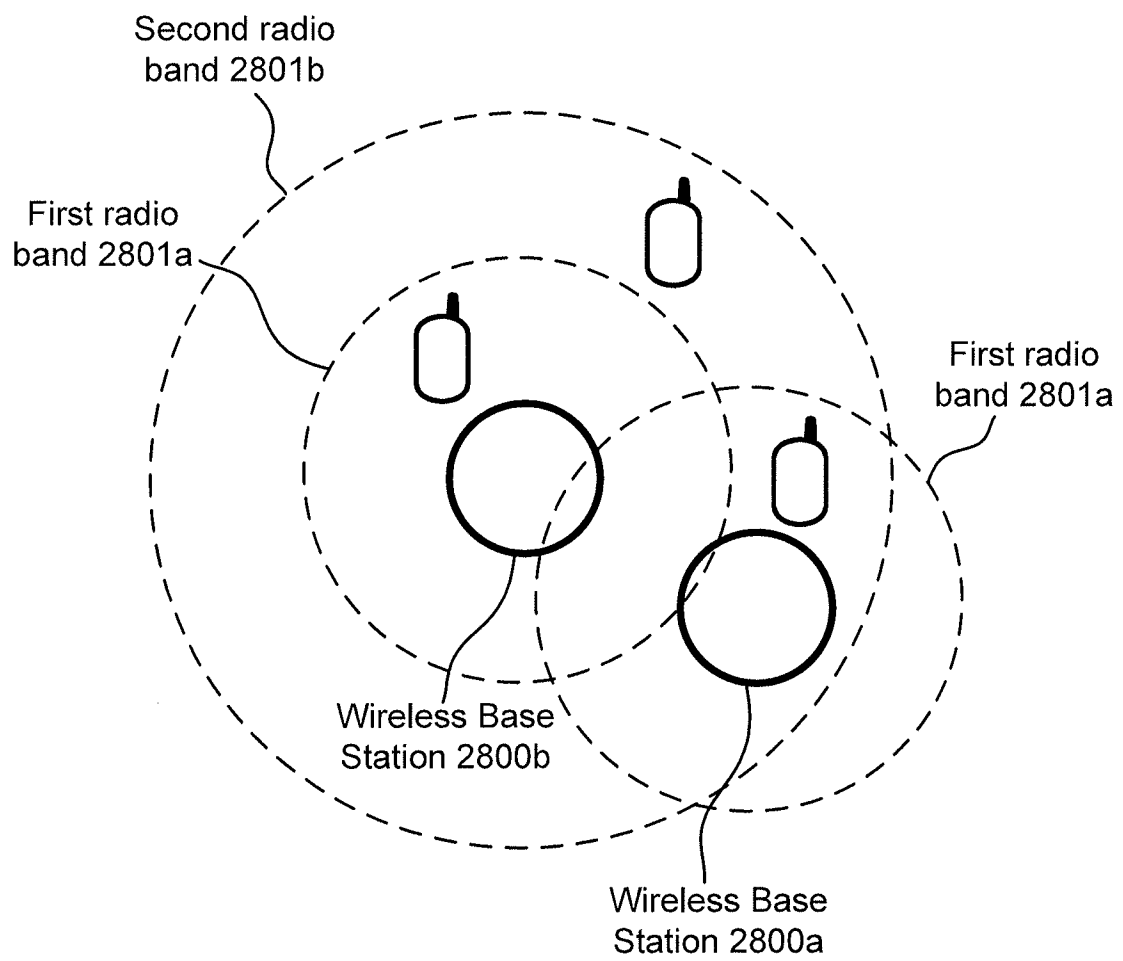 Second radio
band 2801b
First radio
band 2801a
First radio
band 2801a
Wireless Base
Station 2800b
Wireless Base
Station 2800a